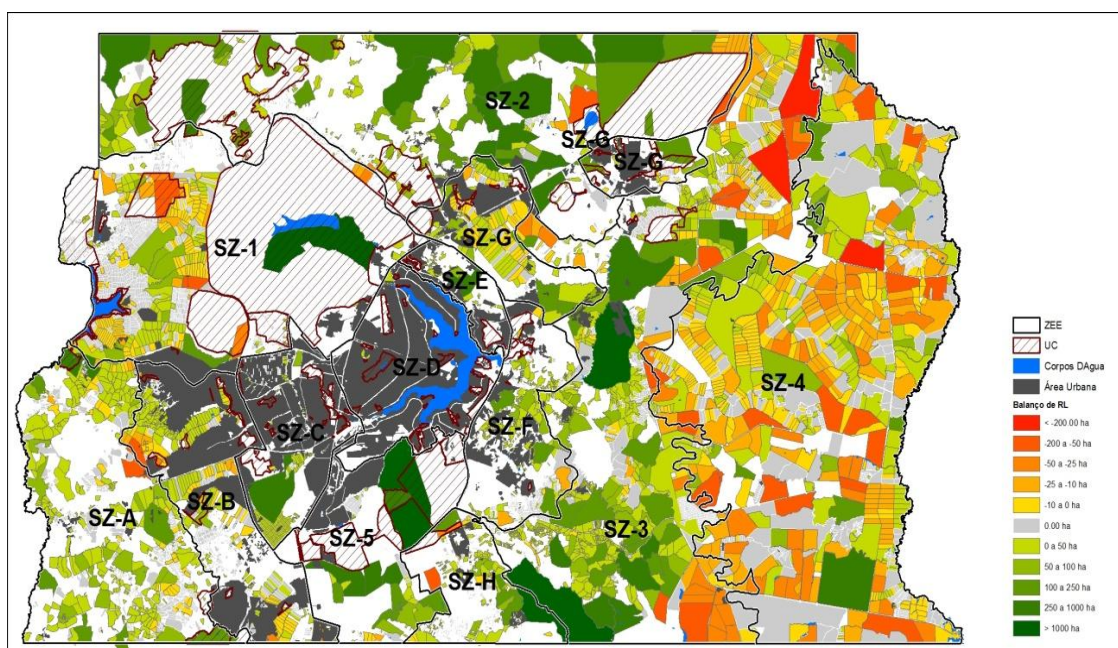 SZ-2
SZ-G
SZ-G
SZ-1
SZ-G
SZ-E
SZ-D
SZ-4
SZ-C
SZ-F
SZ-B
SZ-A
SZ-5
SZ-3
SZ-H
ZEE
UC
Corpos DAgua
Área Urbana
Balanço de RL
< -200.00 ha
-200 a -50 ha
-50 a -25 ha
-25 a -10 ha
-10 a 0 ha
0.00 ha
0 a 50 ha
50 a 100 ha
100 a 250 ha
250 a 1000 ha
> 1000 ha